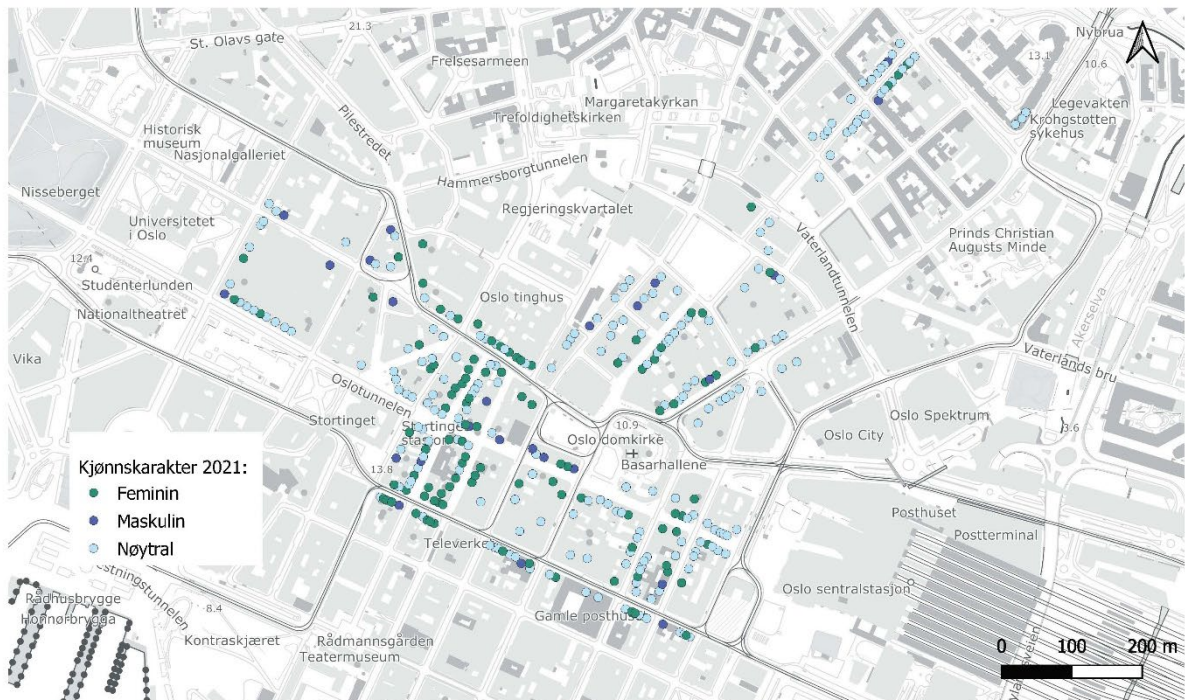 St. Olavs gate
21.3
Nybrua
Frelsesarmeen
13.1
10.6
Pilestredet
Margaretakyrkan
Trefoldighetskirken
Legevakten
Krohgstøtten
sykehus
Historisk
museum
Nasjonalgalleriet
Hammersborgtunnelen
Nisseberget
Regjeringskvartalet
Universitetet
i Oslo
Prinds Christian
Augusts Minde
Vaterlandtunnelen
12.4
Studenterlunden
Oslo tinghus
Akerselva
Nationaltheatret
Vika
Vaterlands bru
Oslotunnelen
Stortinget
10.9
Oslo Spektrum
3.6
Oslo domkirke
Oslo City
Basarhallene
Kjønnskarakter 2021:
13.8
Feminin
Maskulin
Posthuset
Nøytral
Postterminal
Rådhusbrygge
Honnørbrygga
8.4
Oslo sentralstasjon
Kontraskjæret
Rådmannsgården
Teatermuseum
0 100 200 m